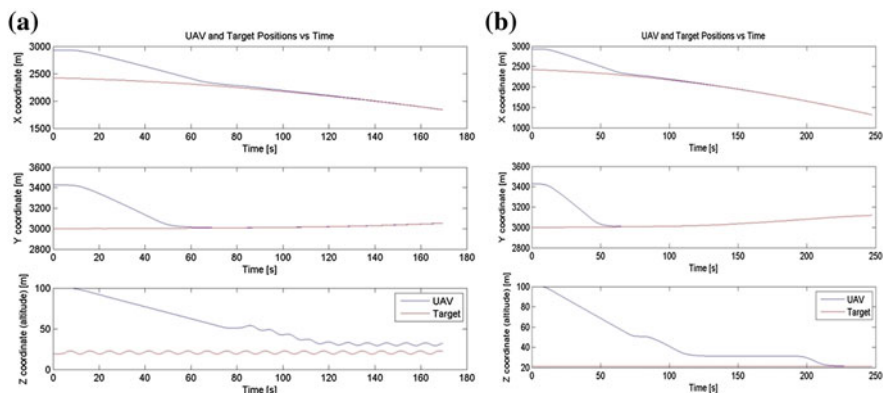 (a)
UAV and Target Positions vs Time
X coordinate [m]
3000
2500
2000
1500
0 20 40 60 80 100 120 140 160 180
Time [s]
Y coordinate [m]
3600
3400
3200
3000
2800
0 20 40 60 80 100 120 140 160 180
Time [s]
Z coordinate (altitude) [m]
100
50
0
UAV
Target
0 20 40 60 80 100 120 140 160 180
Time [s]
(b)
UAV and Target Positions vs Time
X coordinate [m]
3000
2500
2000
1500
1000
0 50 100 150 200 250
Time [s]
Y coordinate [m]
3600
3400
3200
3000
2800
0 50 100 150 200 250
Time [s]
Z coordinate (altitude) [m]
100
80
60
40
20
UAV
Target
0 50 100 150 200 250
Time [s]